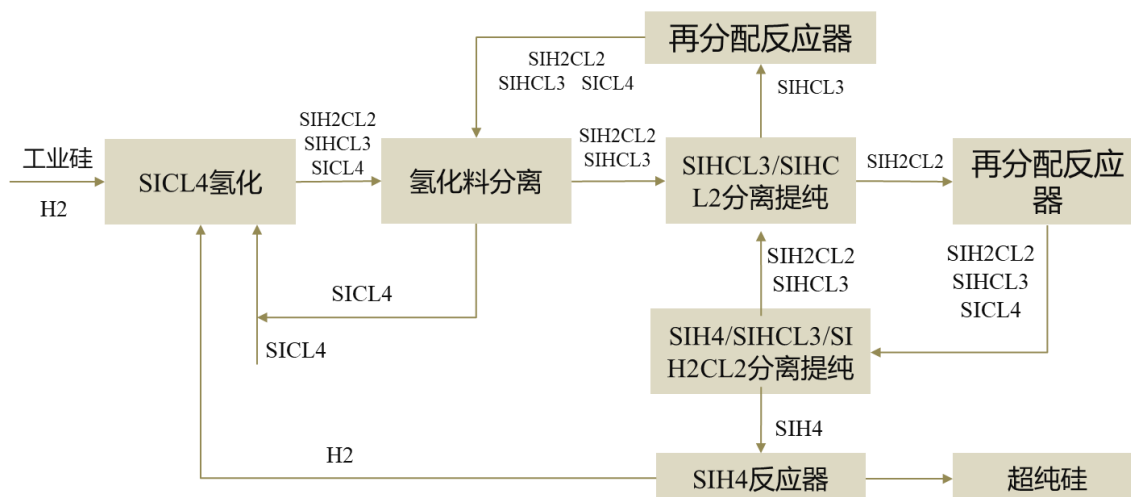 再分配反应器
SIH2CL2
SIHCL3 SICL4
SIHCL3
工业硅
H2
SICL4氢化
SIH2CL2
SIHCL3
SICL4
氢化料分离
SIH2CL2
SIHCL3
SIHCL3/SIHC
L2分离提纯
SIH2CL2
再分配反应
器
SICL4
SICL4
SIH2CL2
SIHCL3
SIH2CL2
SIHCL3
SICL4
SIH4/SIHCL3/SI
H2CL2分离提纯
SIH4
H2
SIH4反应器
超纯硅